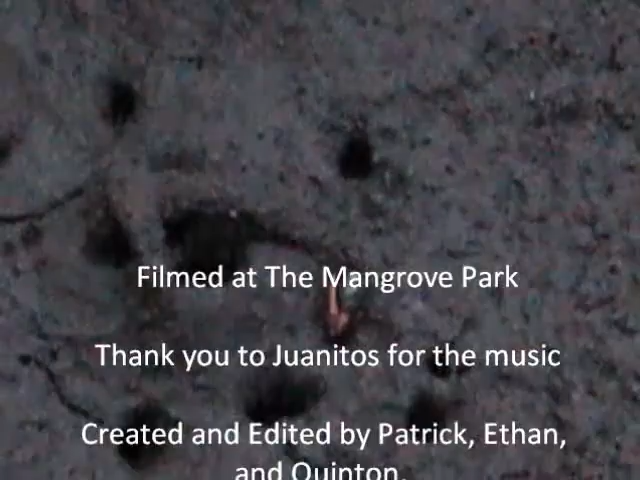 Filmed at The Mangrove Park
Thank you to Juanitos for the music
Created and Edited by Patrick, Ethan,
and Quinton.